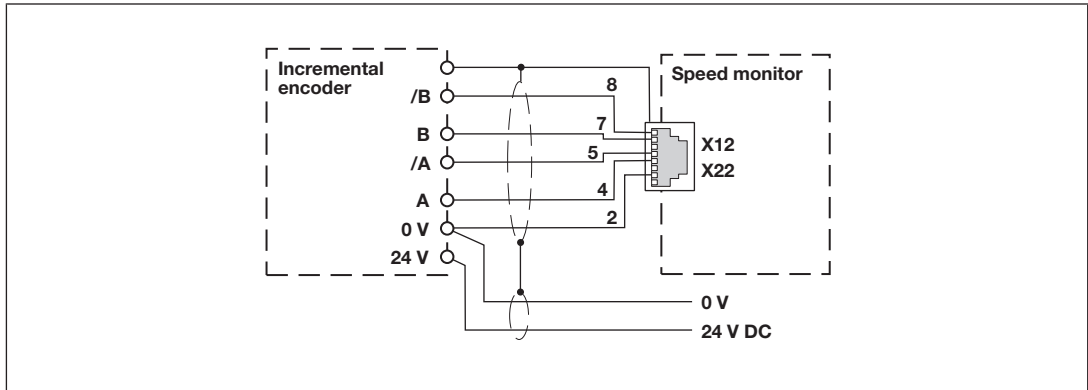 Incremental
encoder
Speed monitor
/B
8
B
7
X12
/A
5
X22
A
4
0 V
2
24 V
0 V
24 V DC